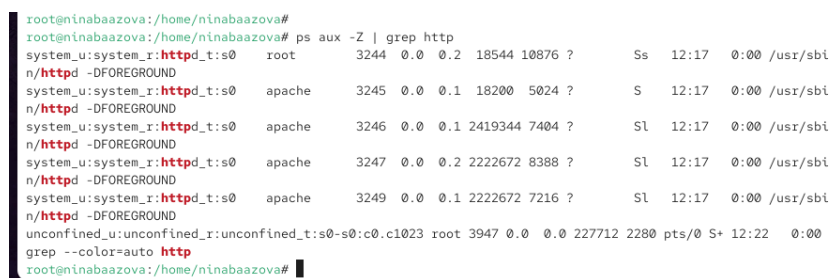 root@ninabaazova:/home/ninabaazova#
root@ninabaazova:/home/ninabaazova# ps aux -Z | grep http
system_u:system_r:httpd_t:s0    root        3244  0.0  0.2  18544 10876 ?        Ss   12:17   0:00 /usr/sbi
n/httpd -DFOREGROUND
system_u:system_r:httpd_t:s0    apache      3245  0.0  0.1  18200  5024 ?        S    12:17   0:00 /usr/sbi
n/httpd -DFOREGROUND
system_u:system_r:httpd_t:s0    apache      3246  0.0  0.1 2419344 7404 ?        Sl   12:17   0:00 /usr/sbi
n/httpd -DFOREGROUND
system_u:system_r:httpd_t:s0    apache      3247  0.0  0.2 2222672 8388 ?        Sl   12:17   0:00 /usr/sbi
n/httpd -DFOREGROUND
system_u:system_r:httpd_t:s0    apache      3249  0.0  0.1 2222672 7216 ?        Sl   12:17   0:00 /usr/sbi
n/httpd -DFOREGROUND
unconfined_u:unconfined_r:unconfined_t:s0-s0:c0.c1023 root 3947 0.0  0.0 227712 2280 pts/0 S+ 12:22   0:00
grep --color=auto http
root@ninabaazova:/home/ninabaazova#